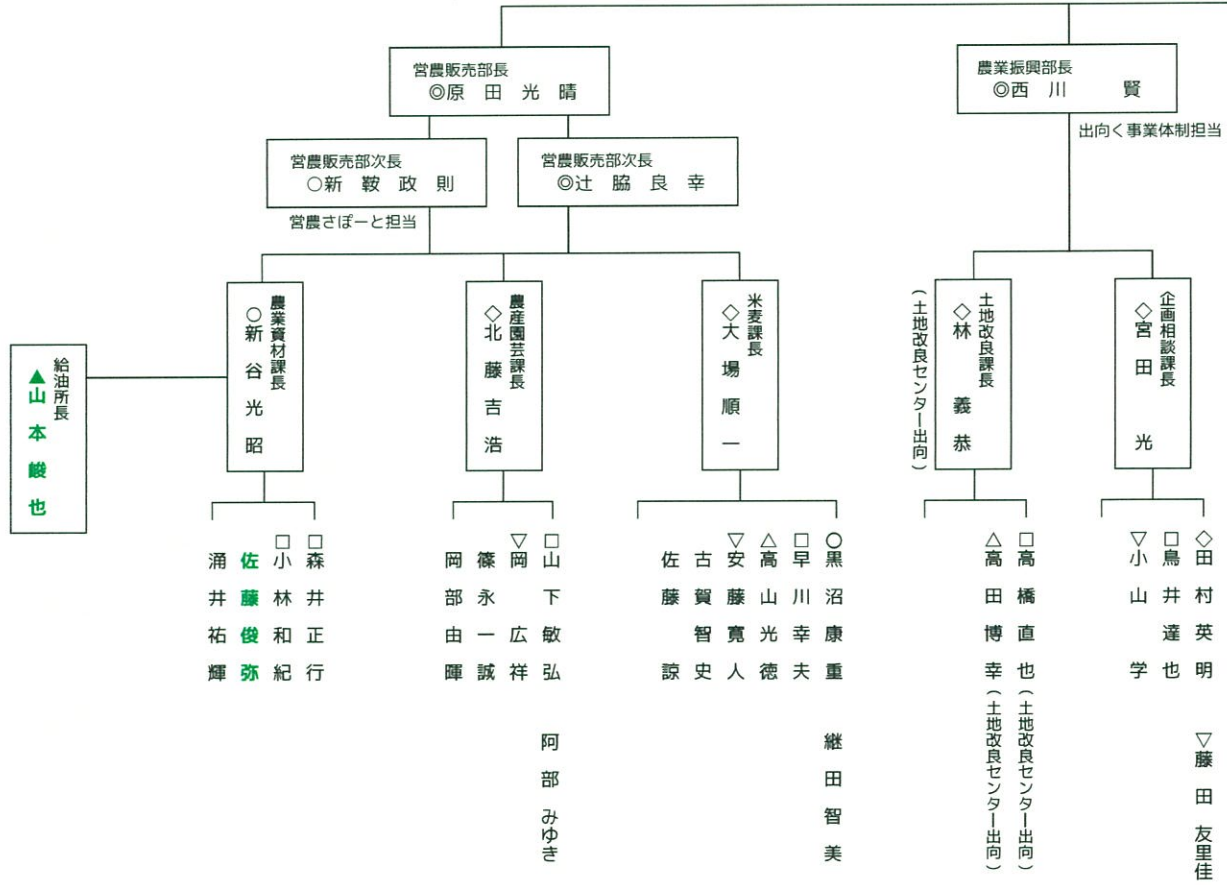 営農販売部長
◎原田光晴
農業振興部長
◎西川 賢
出向く事業体制担当
営農販売部次長
○新鞍政則
営農さぽーと担当
営農販売部次長
◎辻脇良幸
企画相談課長
◇宮田 光
土地改良課長
◇林 義恭
(土地改良センター出向)
米麦課長
◇大場順一
農産園芸課長
◇北藤吉浩
農業資材課長
○新谷光昭
給油所長
▲山本峻也
◇田村英明
▽藤田友里佳
□鳥井達也
▽小山 学
□高橋直也(土地改良センター出向)
△高田博幸(土地改良センター出向)
○黒沼康重
継田智美
□早川幸夫
△高山光徳
▽安藤寛人
古賀智史
佐藤 諒
□山下敏弘
阿部みゆき
▽岡 広祥
篠永一誠
岡部由暉
□森井正行
□小林和紀
佐藤俊弥
涌井祐輝